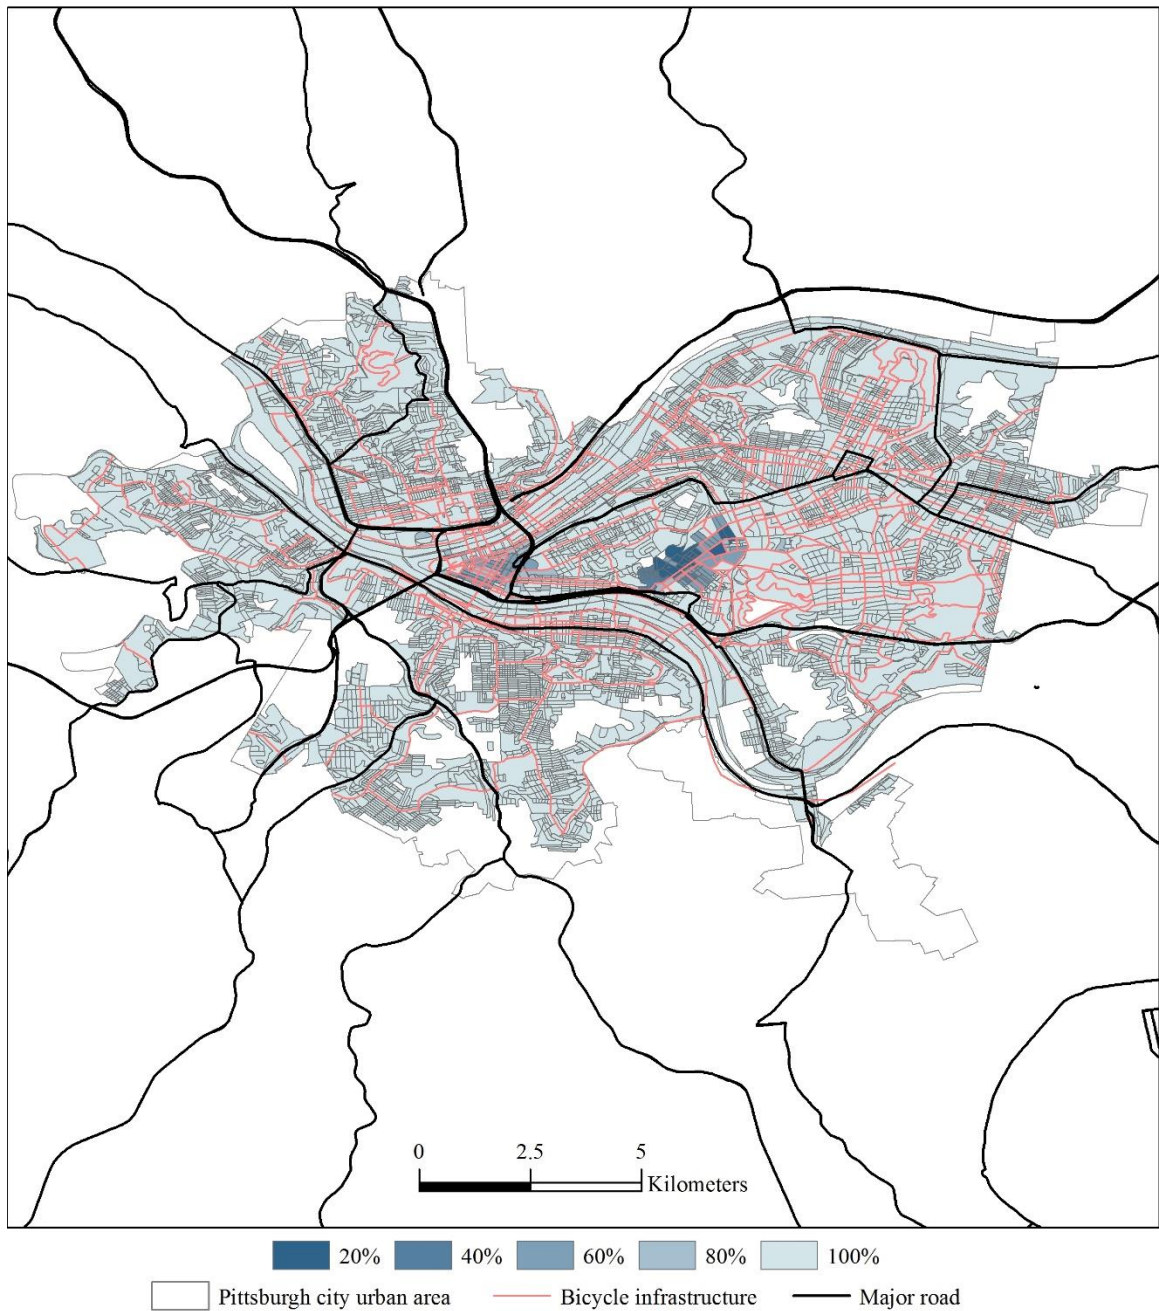 0 2.5 5
Kilometers
20% 40% 60% 80% 100%
Pittsburgh city urban area Bicycle infrastructure Major road